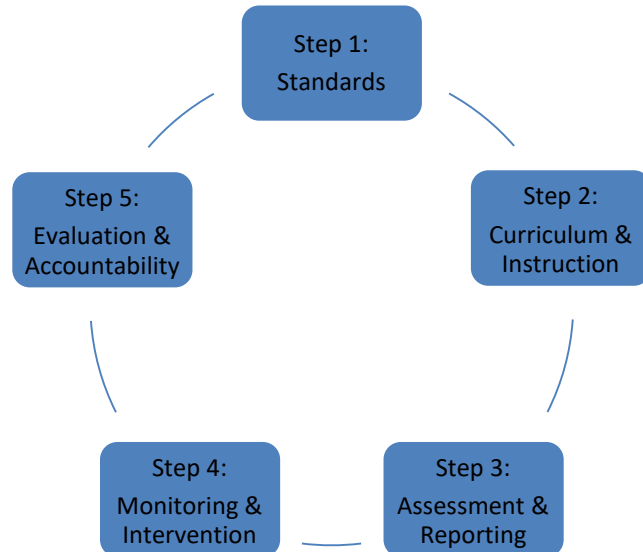 Step 1:
Standards
Step 2:
Curriculum &
Instruction
Step 3:
Assessment &
Reporting
Step 4:
Monitoring &
Intervention
Step 5:
Evaluation &
Accountability